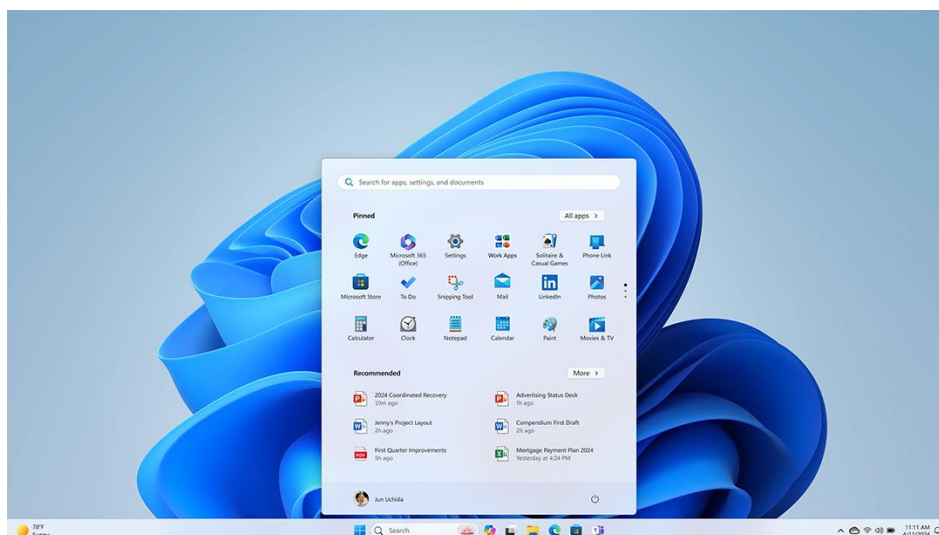 Search for apps, settings, and documents
Pinned
All apps >
Edge
Microsoft 365
(Office)
Settings
Work Apps
Solitaire &
Casual Games
Phone Link
Microsoft Store
To Do
Snipping Tool
Mail
LinkedIn
Photos
Calculator
Clock
Notepad
Calendar
Paint
Movies & TV
Recommended
More >
2024 Coordinated Recovery
10m ago
Advertising Status Deck
1h ago
Jenny's Project Layout
2h ago
Compendium First Draft
2h ago
First Quarter Improvements
5h ago
Mortgage Payment Plan 2024
Yesterday at 4:24 PM
Jun Uchida
78°F
Sunny
Search
11:11 AM